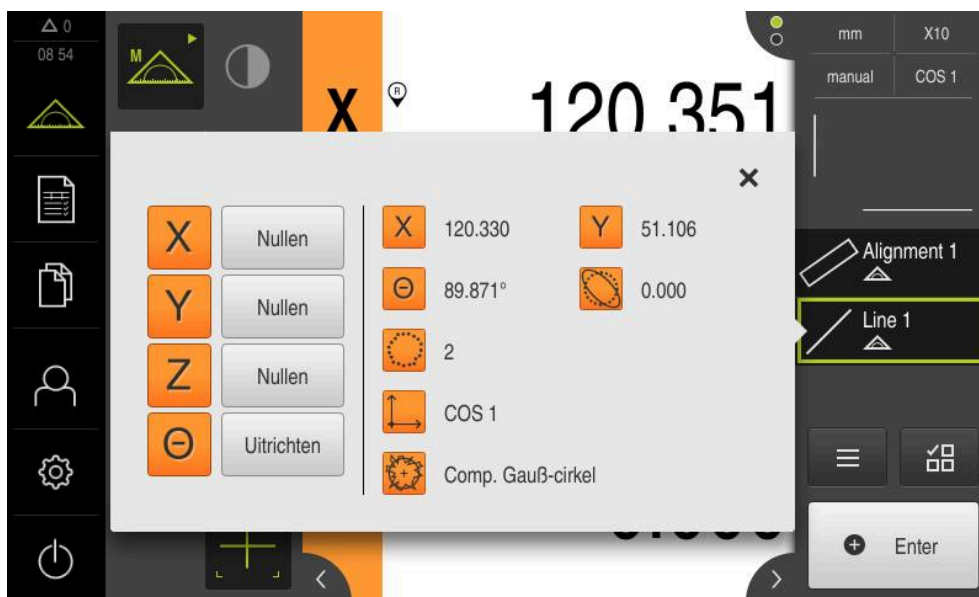 0
08 54
M
X
R
120.351
mm X10
manual COS 1
X Nullen
Y Nullen
Z Nullen
Θ Uitrichten
X 120.330 Y 51.106
Θ 89.871° 0.000
2
COS 1
Comp. Gauß-cirkel
Alignment 1
Line 1
Enter